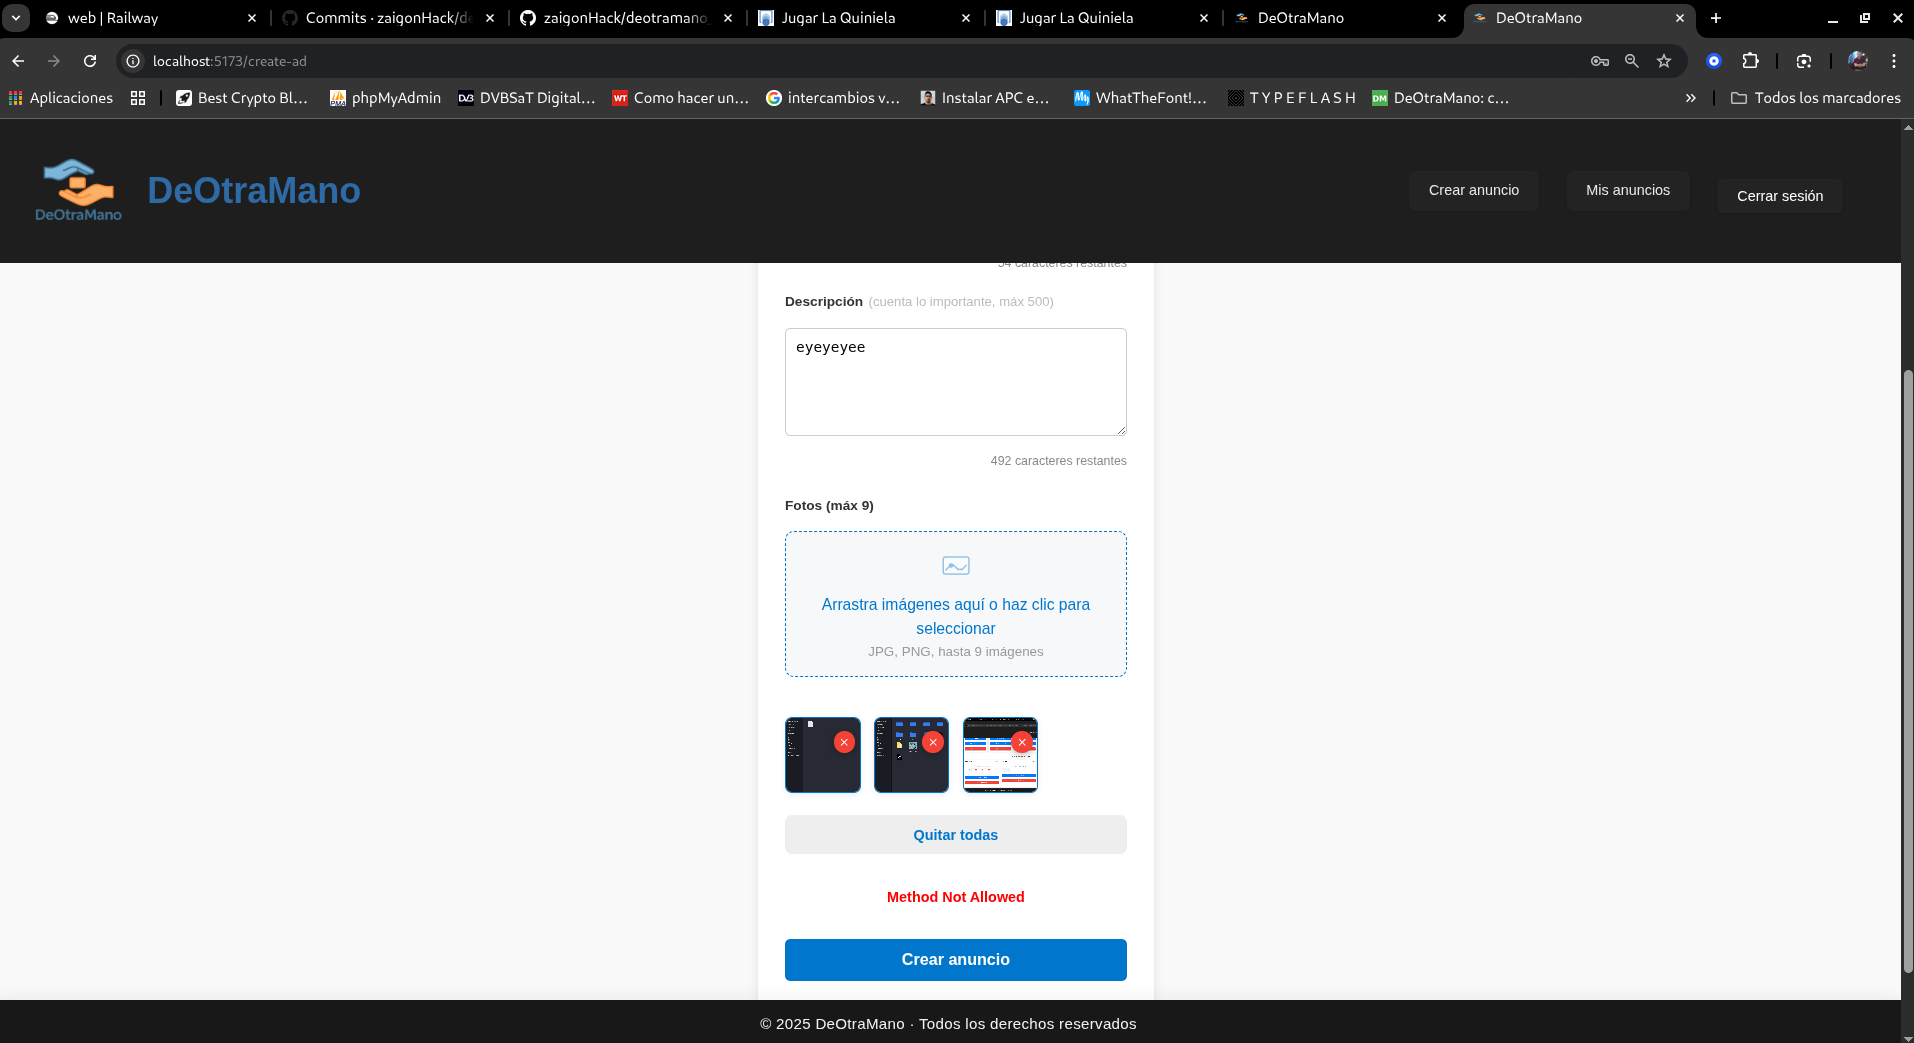 web | Railway
Commits · zaigonHack/de
zaigonHack/deotramano_
Jugar La Quiniela
Jugar La Quiniela
DeOtraMano
DeOtraMano
localhost:5173/create-ad
Aplicaciones
Best Crypto Bl...
phpMyAdmin
DVBSaT Digital...
Como hacer un...
intercambios v...
Instalar APC e...
WhatTheFont!...
T Y P E F L A S H
DeOtraMano: c...
Todos los marcadores
DeOtraMano
DeOtraMano
Crear anuncio
Mis anuncios
Cerrar sesión
54 caracteres restantes
Descripción (cuenta lo importante, máx 500)
eyeyeyee
492 caracteres restantes
Fotos (máx 9)
Arrastra imágenes aquí o haz clic para
seleccionar
JPG, PNG, hasta 9 imágenes
Quitar todas
Method Not Allowed
Crear anuncio
© 2025 DeOtraMano · Todos los derechos reservados